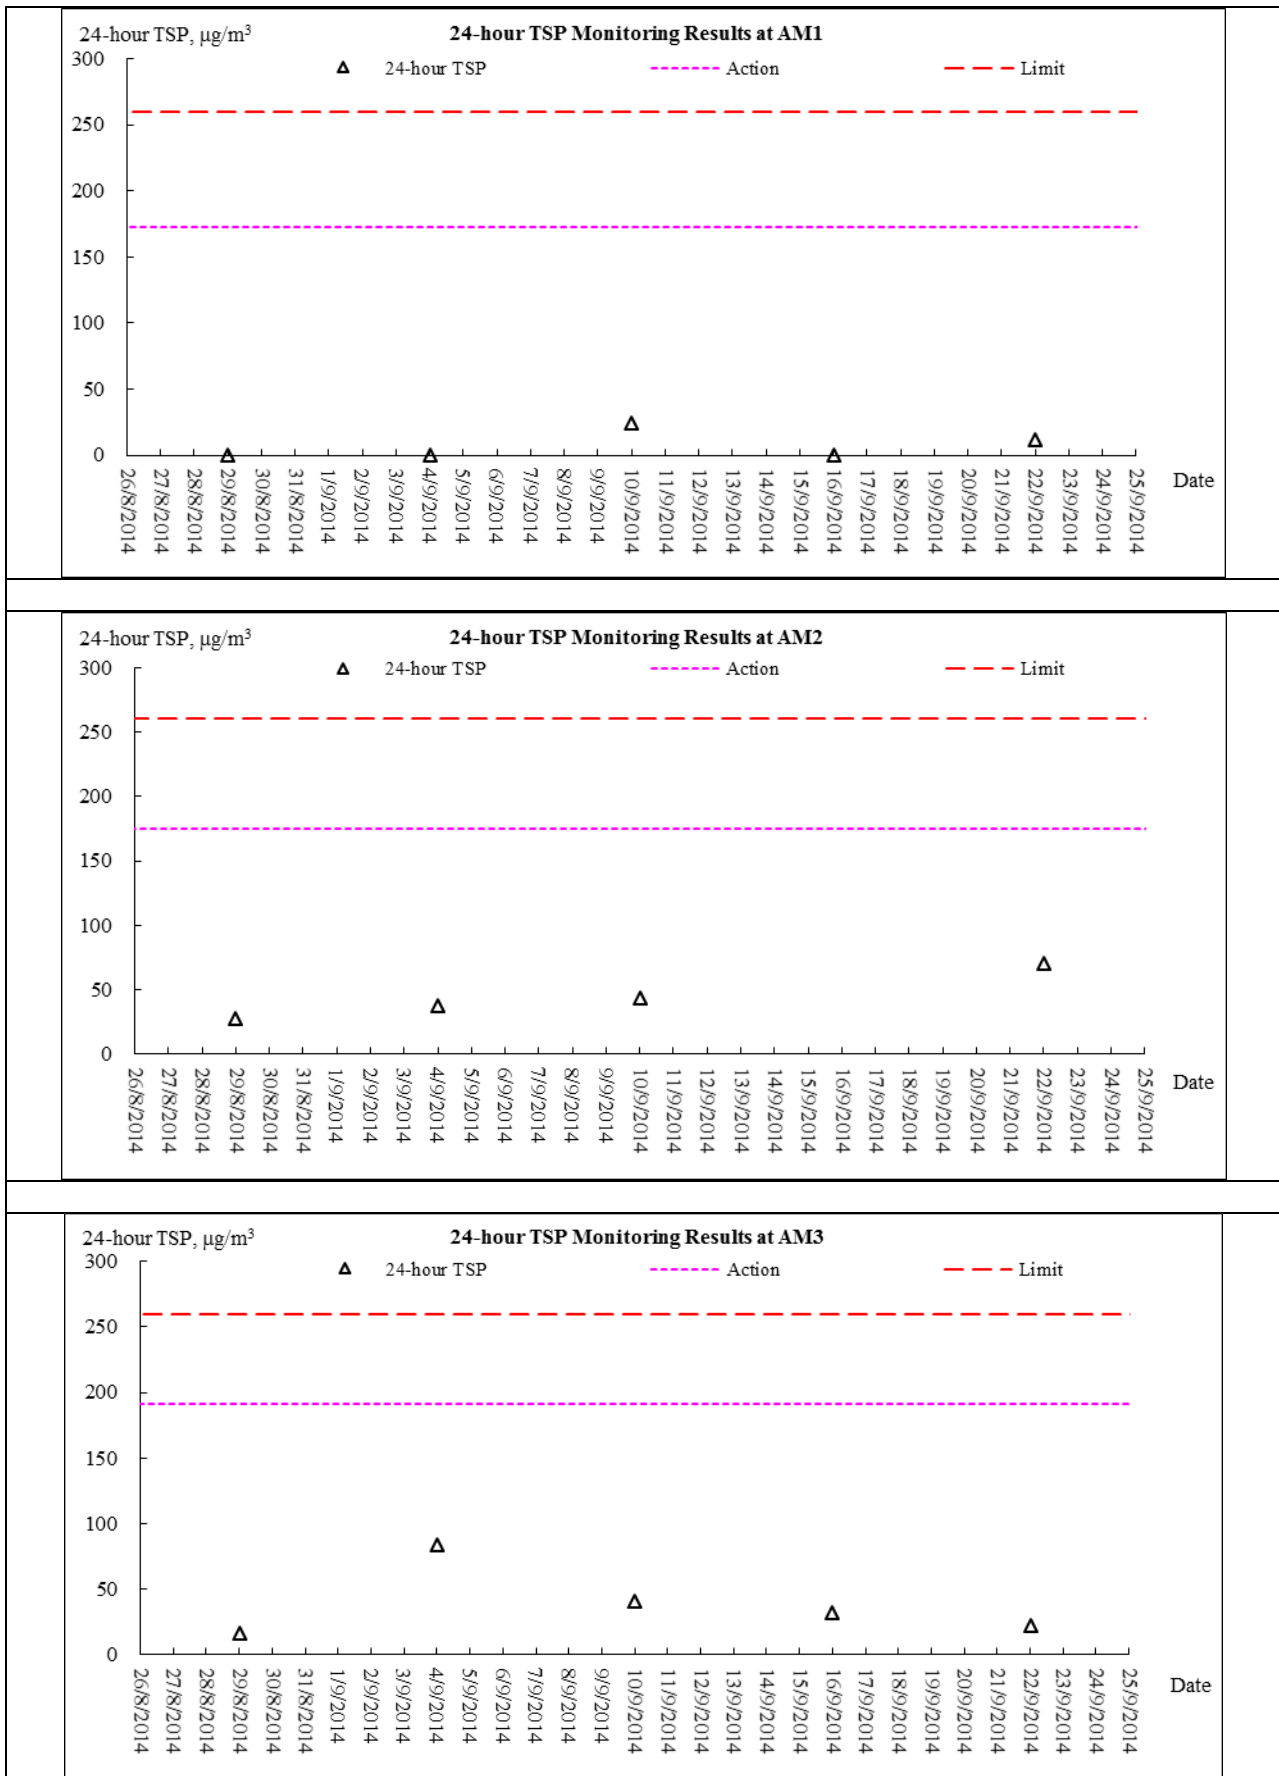 24-hour TSP, µg/m³ 24-hour TSP Monitoring Results at AM1
300 24-hour TSP Action Limit
250
200
150
100
50
0
26/8/2014 27/8/2014 28/8/2014 29/8/2014 30/8/2014 31/8/2014 1/9/2014 2/9/2014 3/9/2014 4/9/2014 5/9/2014 6/9/2014 7/9/2014 8/9/2014 9/9/2014 10/9/2014 11/9/2014 12/9/2014 13/9/2014 14/9/2014 15/9/2014 16/9/2014 17/9/2014 18/9/2014 19/9/2014 20/9/2014 21/9/2014 22/9/2014 23/9/2014 24/9/2014 25/9/2014 Date
24-hour TSP, µg/m³ 24-hour TSP Monitoring Results at AM2
300 24-hour TSP Action Limit
250
200
150
100
50
0
26/8/2014 27/8/2014 28/8/2014 29/8/2014 30/8/2014 31/8/2014 1/9/2014 2/9/2014 3/9/2014 4/9/2014 5/9/2014 6/9/2014 7/9/2014 8/9/2014 9/9/2014 10/9/2014 11/9/2014 12/9/2014 13/9/2014 14/9/2014 15/9/2014 16/9/2014 17/9/2014 18/9/2014 19/9/2014 20/9/2014 21/9/2014 22/9/2014 23/9/2014 24/9/2014 25/9/2014 Date
24-hour TSP, µg/m³ 24-hour TSP Monitoring Results at AM3
300 24-hour TSP Action Limit
250
200
150
100
50
0
26/8/2014 27/8/2014 28/8/2014 29/8/2014 30/8/2014 31/8/2014 1/9/2014 2/9/2014 3/9/2014 4/9/2014 5/9/2014 6/9/2014 7/9/2014 8/9/2014 9/9/2014 10/9/2014 11/9/2014 12/9/2014 13/9/2014 14/9/2014 15/9/2014 16/9/2014 17/9/2014 18/9/2014 19/9/2014 20/9/2014 21/9/2014 22/9/2014 23/9/2014 24/9/2014 25/9/2014 Date